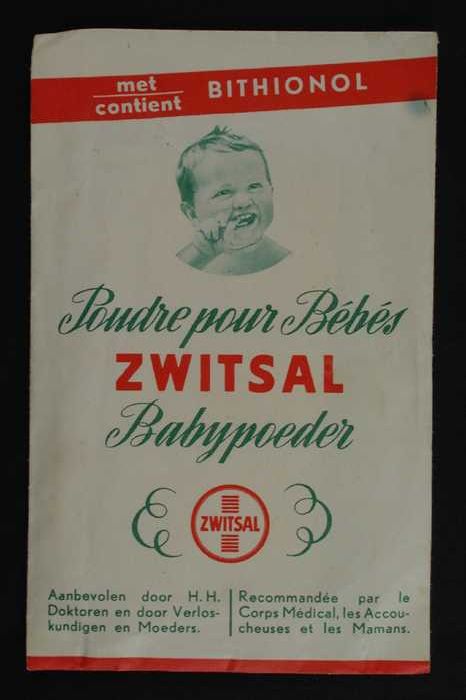 met
contient
BITHIONOL
Poudre pour Bébés
ZWITSAL
Babypoeder
ZWITSAL
Aanbevolen door H.H.
Doktoren en door Verlos-
kundigen en Moeders.
Recommandée par le
Corps Médical, les Accou-
cheuses et les Mamans.